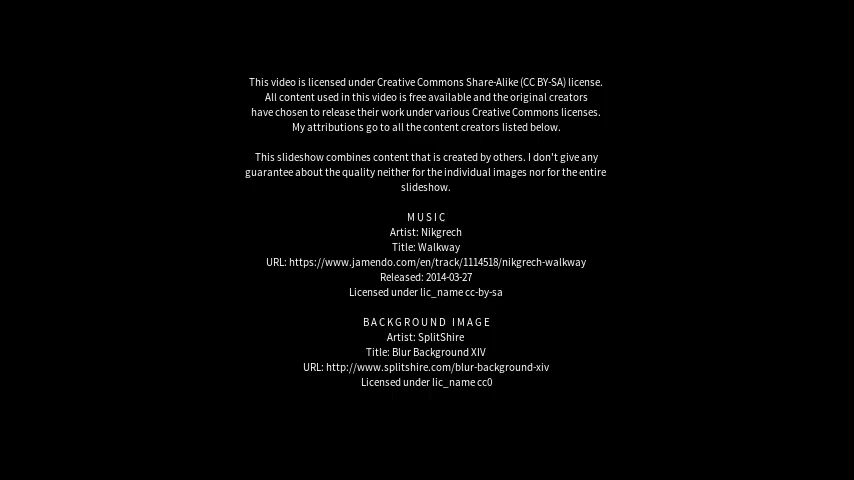 This video is licensed under Creative Commons Share-Alike (CC BY-SA) license.
All content used in this video is free available and the original creators
have chosen to release their work under various Creative Commons licenses.
My attributions go to all the content creators listed below.
This slideshow combines content that is created by others. I don't give any
guarantee about the quality neither for the individual images nor for the entire
slideshow.
MUSIC
Artist: Nikgrech
Title: Walkway
URL: https://www.jamendo.com/en/track/1114518/nikgrech-walkway
Released: 2014-03-27
Licensed under lic_name cc-by-sa
BACKGROUND IMAGE
Artist: SplitShire
Title: Blur Background XIV
URL: http://www.splitshire.com/blur-background-xiv
Licensed under lic_name cc0